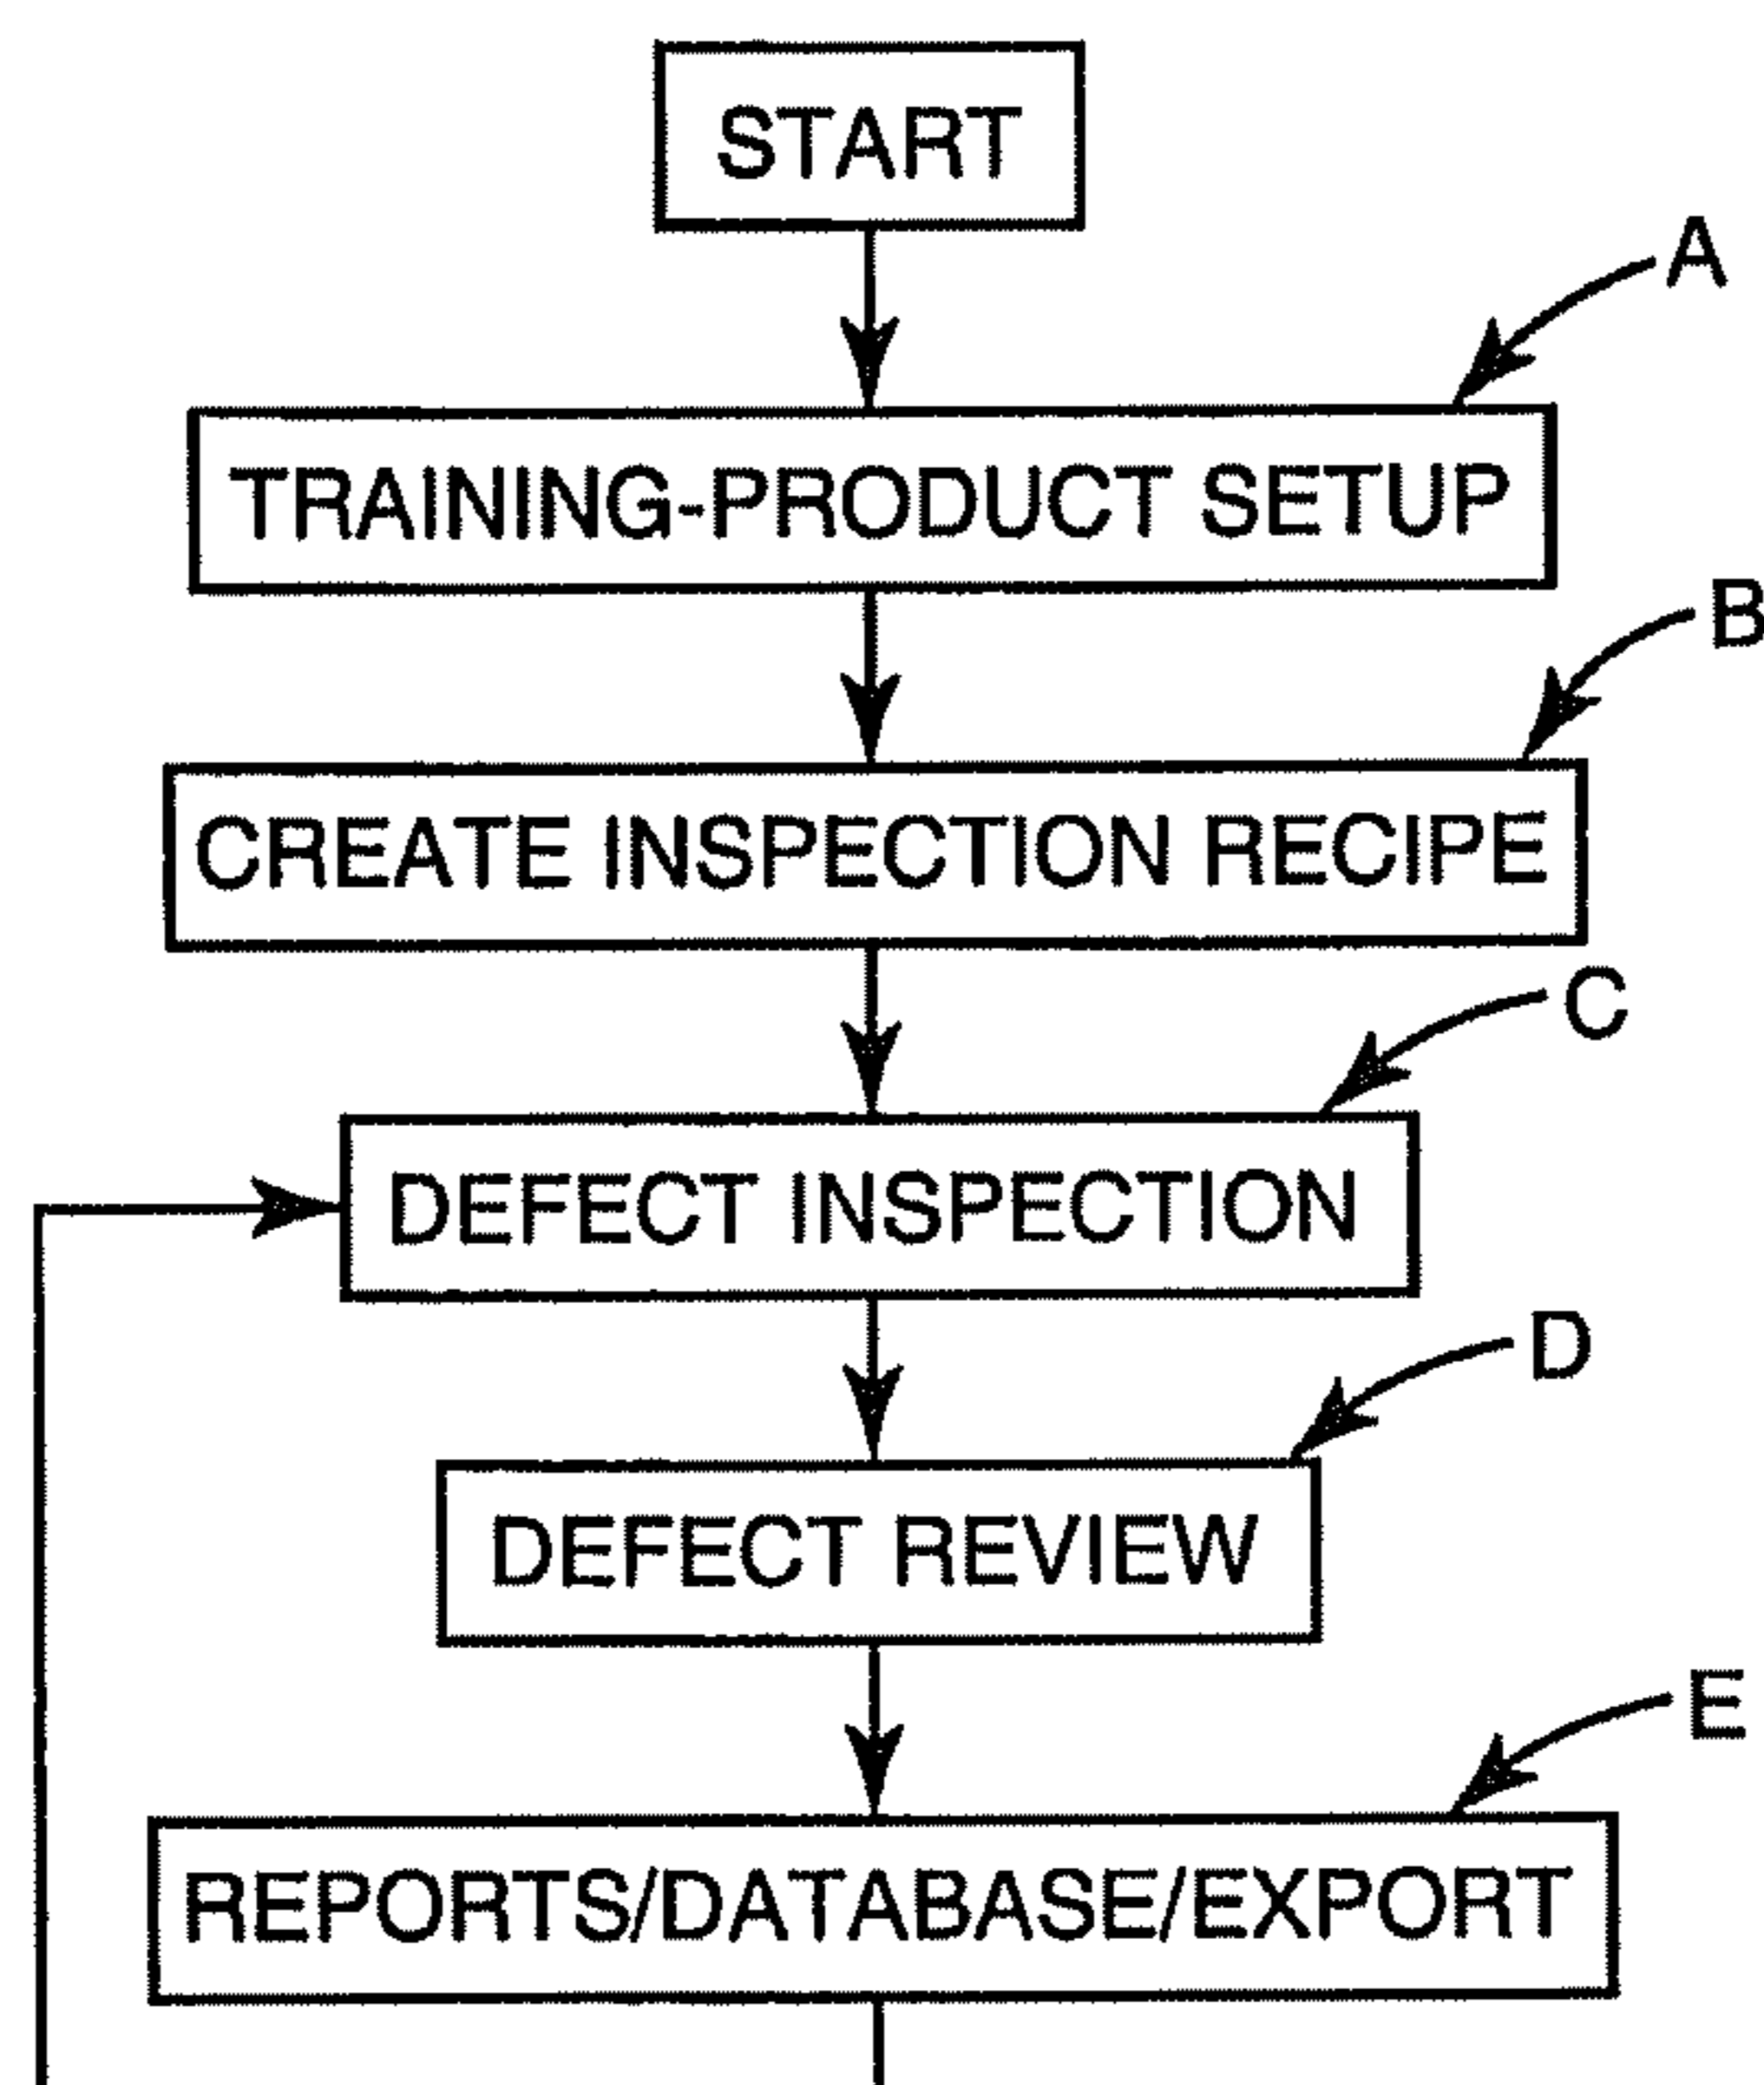 START
A
TRAINING-PRODUCT SETUP
B
CREATE INSPECTION RECIPE
C
DEFECT INSPECTION
D
DEFECT REVIEW
E
REPORTS/DATABASE/EXPORT